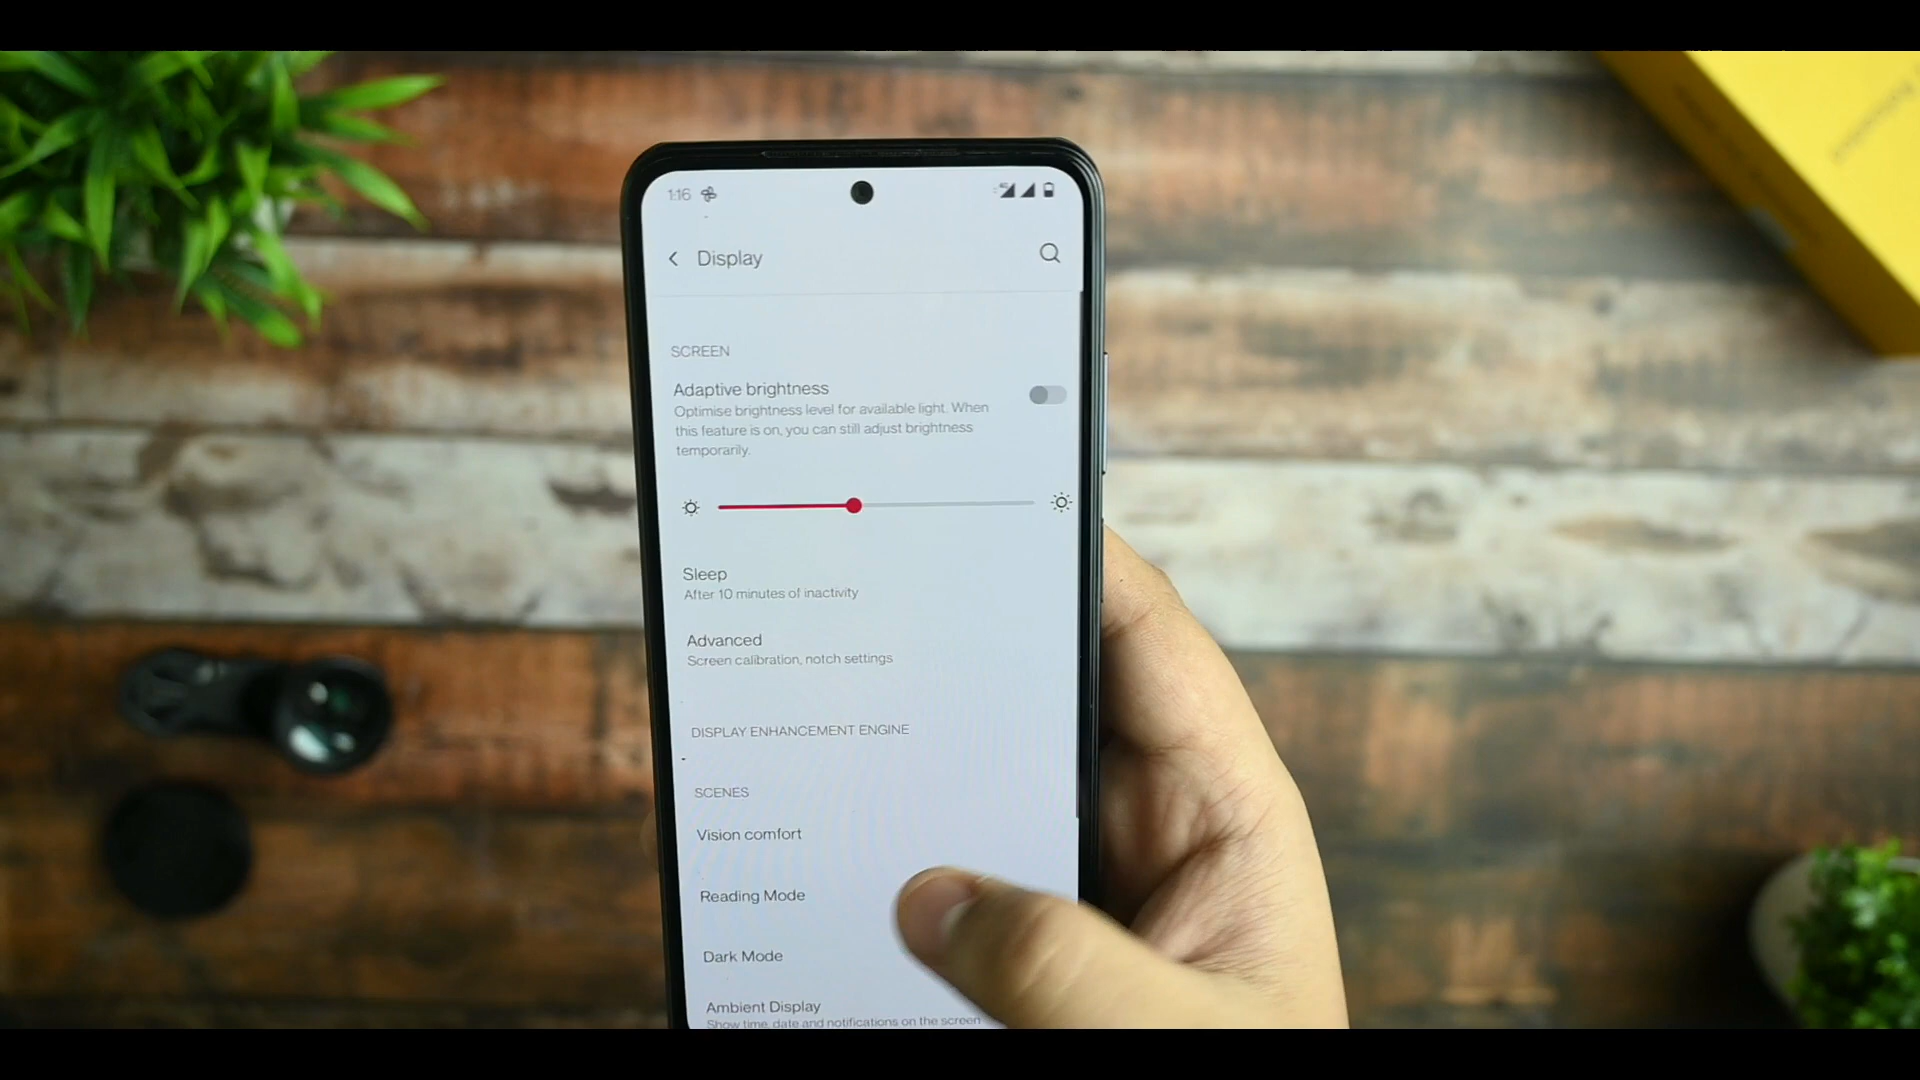 1:16
Display
SCREEN
Adaptive brightness
Optimise brightness level for available light. When
this feature is on, you can still adjust brightness
temporarily.
Sleep
After 10 minutes of inactivity
Advanced
Screen calibration, notch settings
DISPLAY ENHANCEMENT ENGINE
SCENES
Vision comfort
Reading Mode
Dark Mode
Ambient Display
Show time, date and notifications on the screen